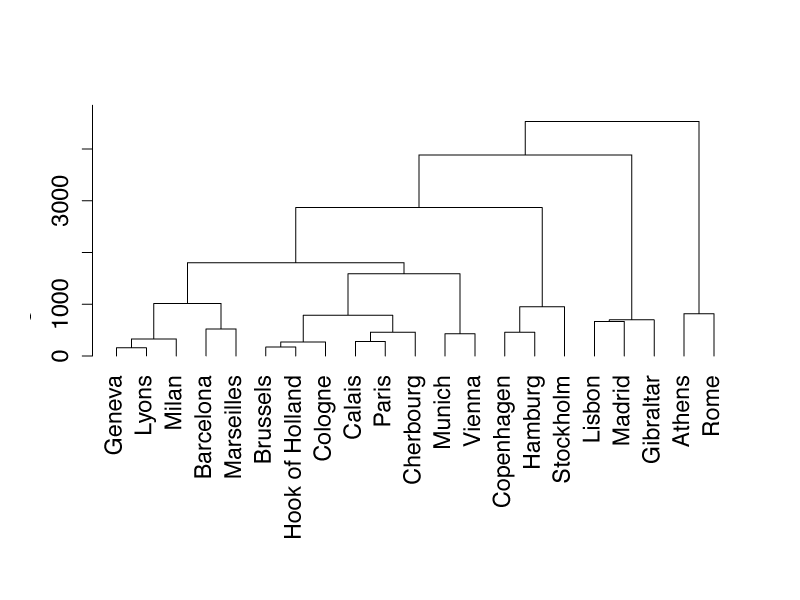 3000
1000
0
Geneva
Lyons
Milan
Barcelona
Marseilles
Brussels
Hook of Holland
Cologne
Calais
Paris
Cherbourg
Munich
Vienna
Copenhagen
Hamburg
Stockholm
Lisbon
Madrid
Gibraltar
Athens
Rome